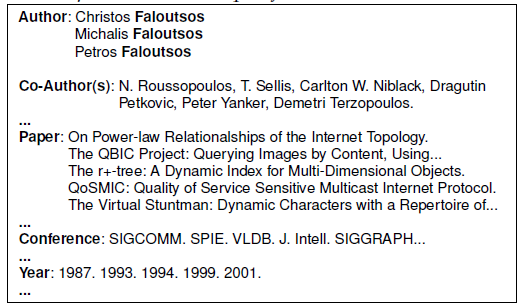 Author: Christos Faloutsos
Michalis Faloutsos
Petros Faloutsos
Co-Author(s): N. Roussopoulos, T. Sellis, Carlton W. Niblack, Dragutin
Petkovic, Peter Yanker, Demetri Terzopoulos.
...
Paper: On Power-law Relationalships of the Internet Topology.
The QBIC Project: Querying Images by Content, Using...
The r+-tree: A Dynamic Index for Multi-Dimensional Objects.
QoSMIC: Quality of Service Sensitive Multicast Internet Protocol.
The Virtual Stuntman: Dynamic Characters with a Repertoire of...
...
Conference: SIGCOMM. SPIE. VLDB. J. Intell. SIGGRAPH...
...
Year: 1987. 1993. 1994. 1999. 2001.
...